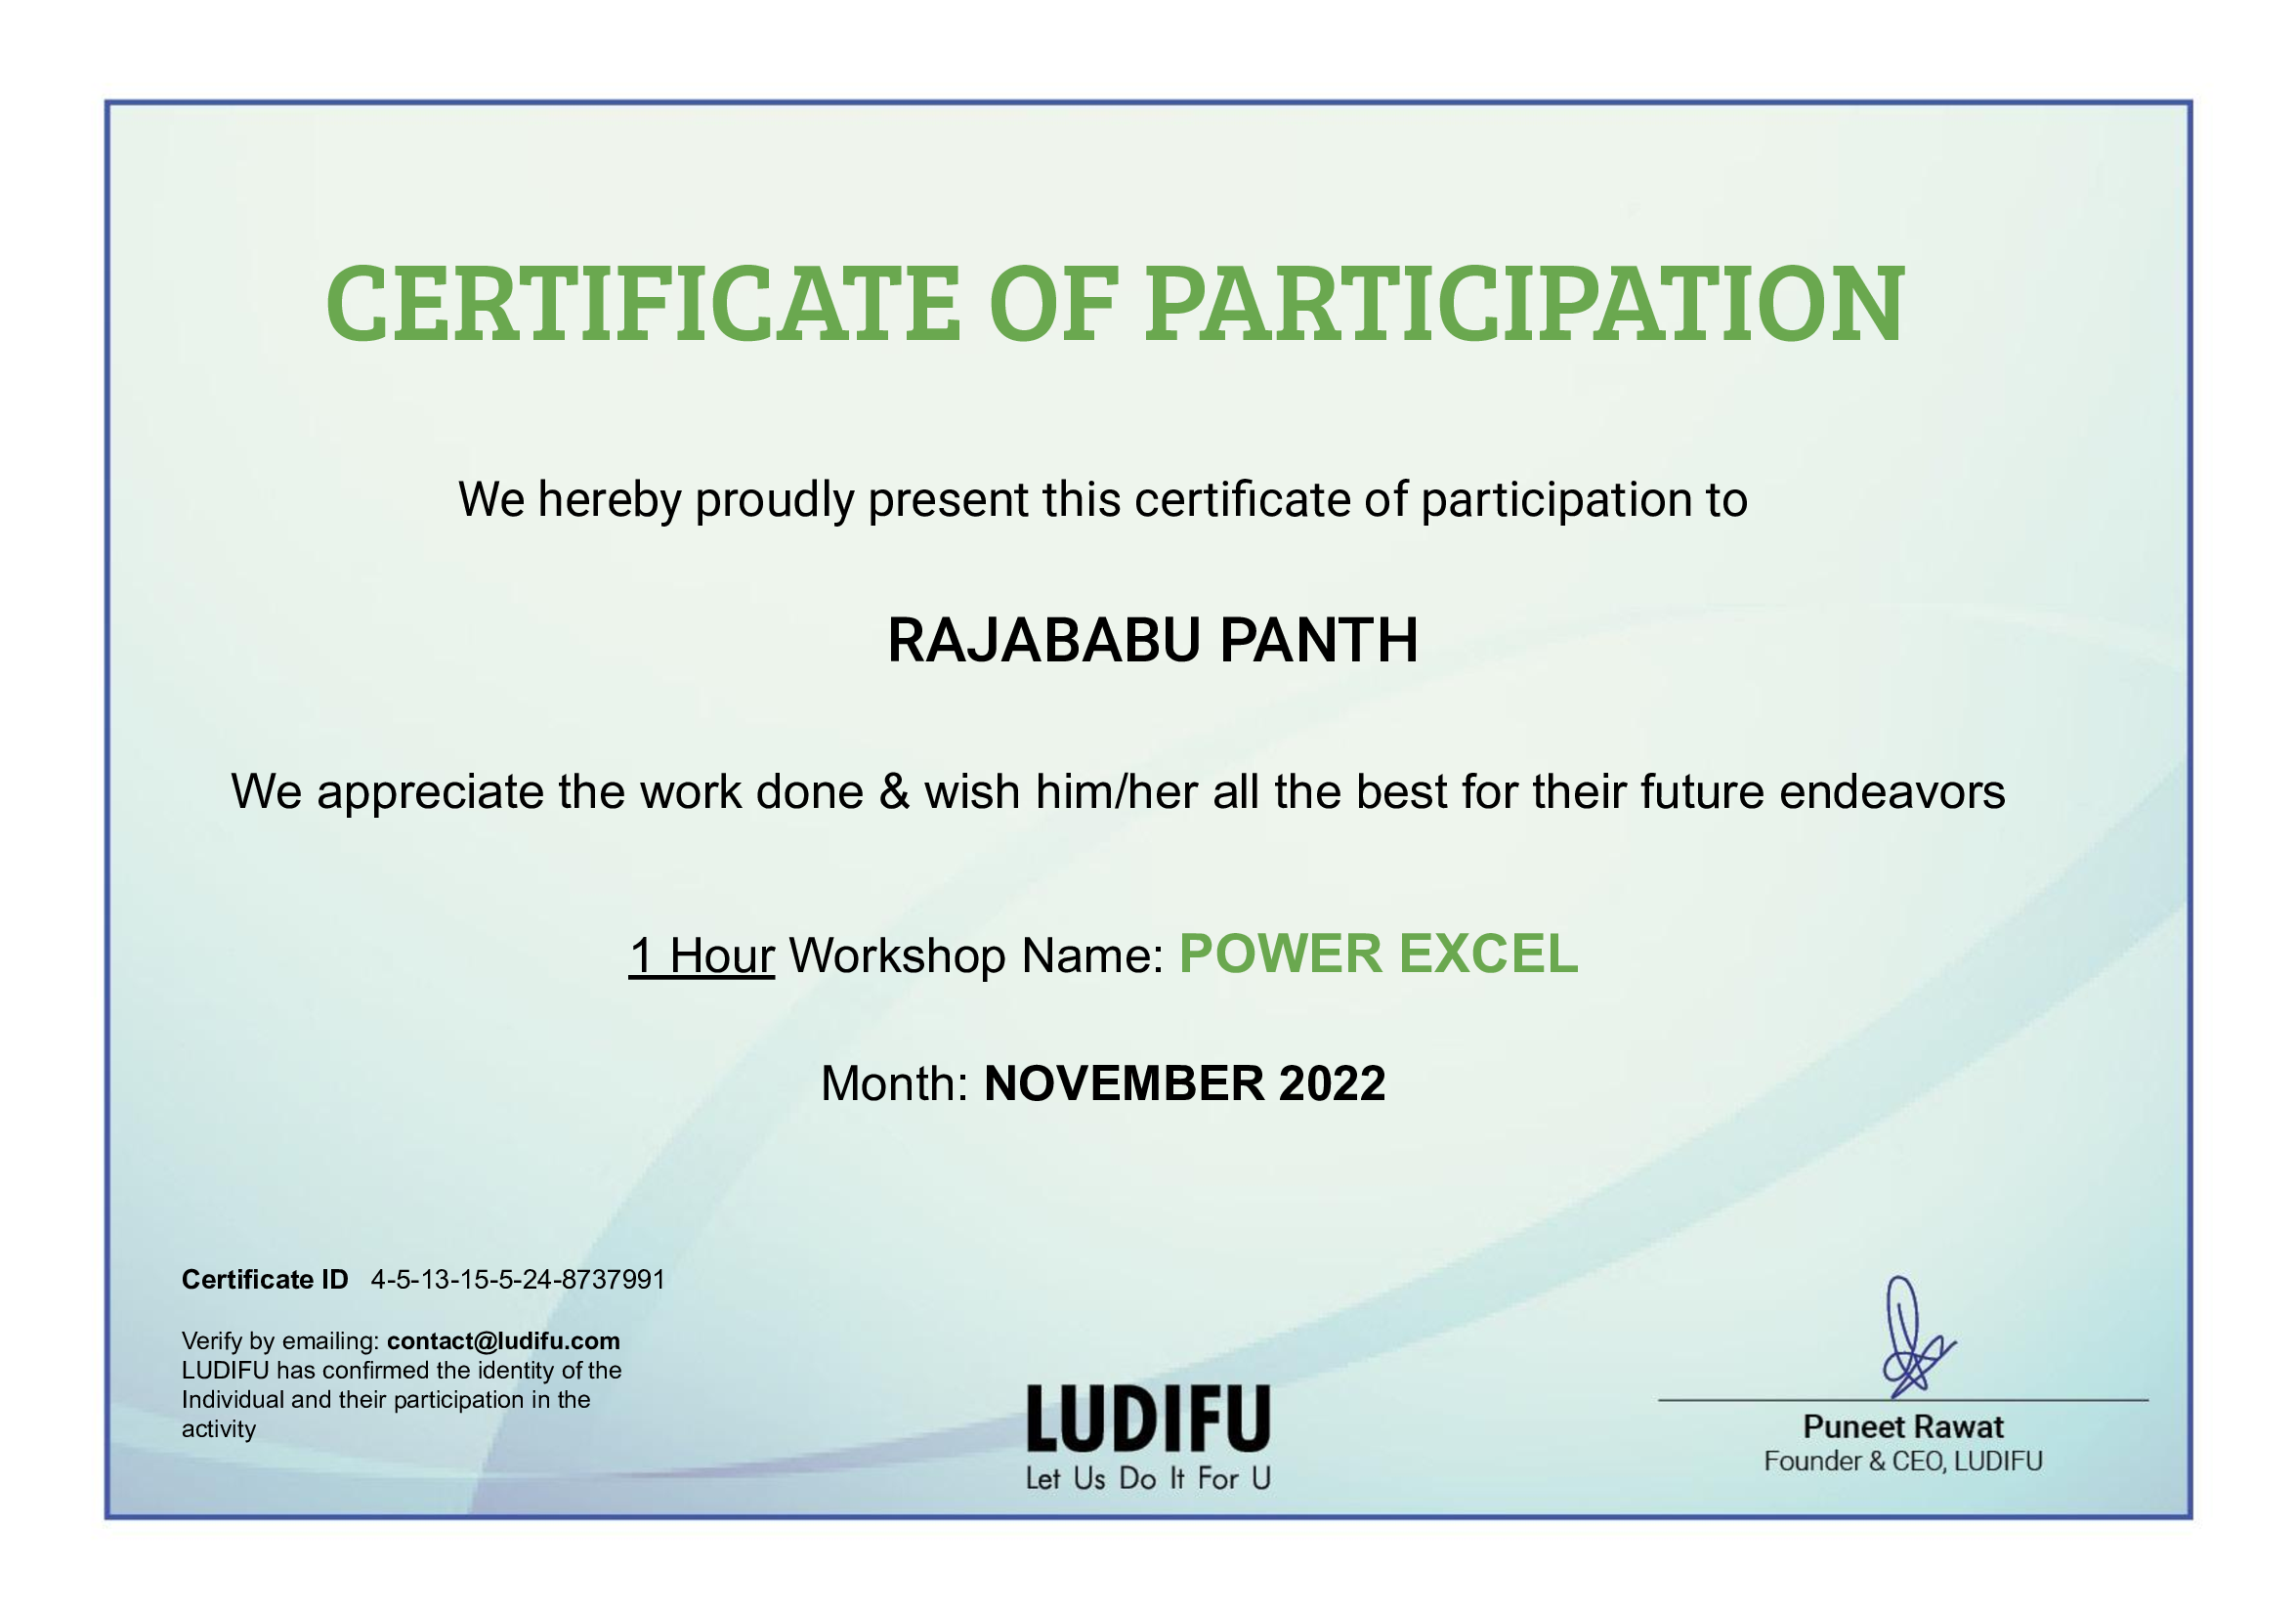 CERTIFICATE OF PARTICIPATION
We hereby proudly present this certificate of participation to
RAJABABU PANTH
We appreciate the work done & wish him/her all the best for their future endeavors
1 Hour Workshop Name: POWER EXCEL
Month: NOVEMBER 2022
Certificate ID 4-5-13-15-5-24-8737991
Verify by emailing: contact@ludifu.com
LUDIFU has confirmed the identity of the
Individual and their participation in the
activity
LUDIFU
Let Us Do It For U
Puneet Rawat
Founder & CEO, LUDIFU